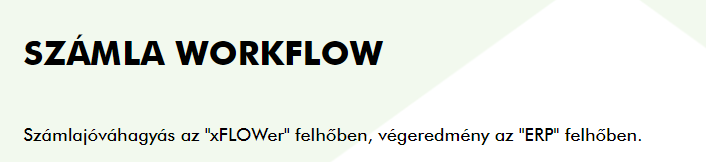 SZÁMLA WORKFLOW
Számlajóváhagyás az "xFLOWer" felhőben, végeredmény az "ERP" felhőben.